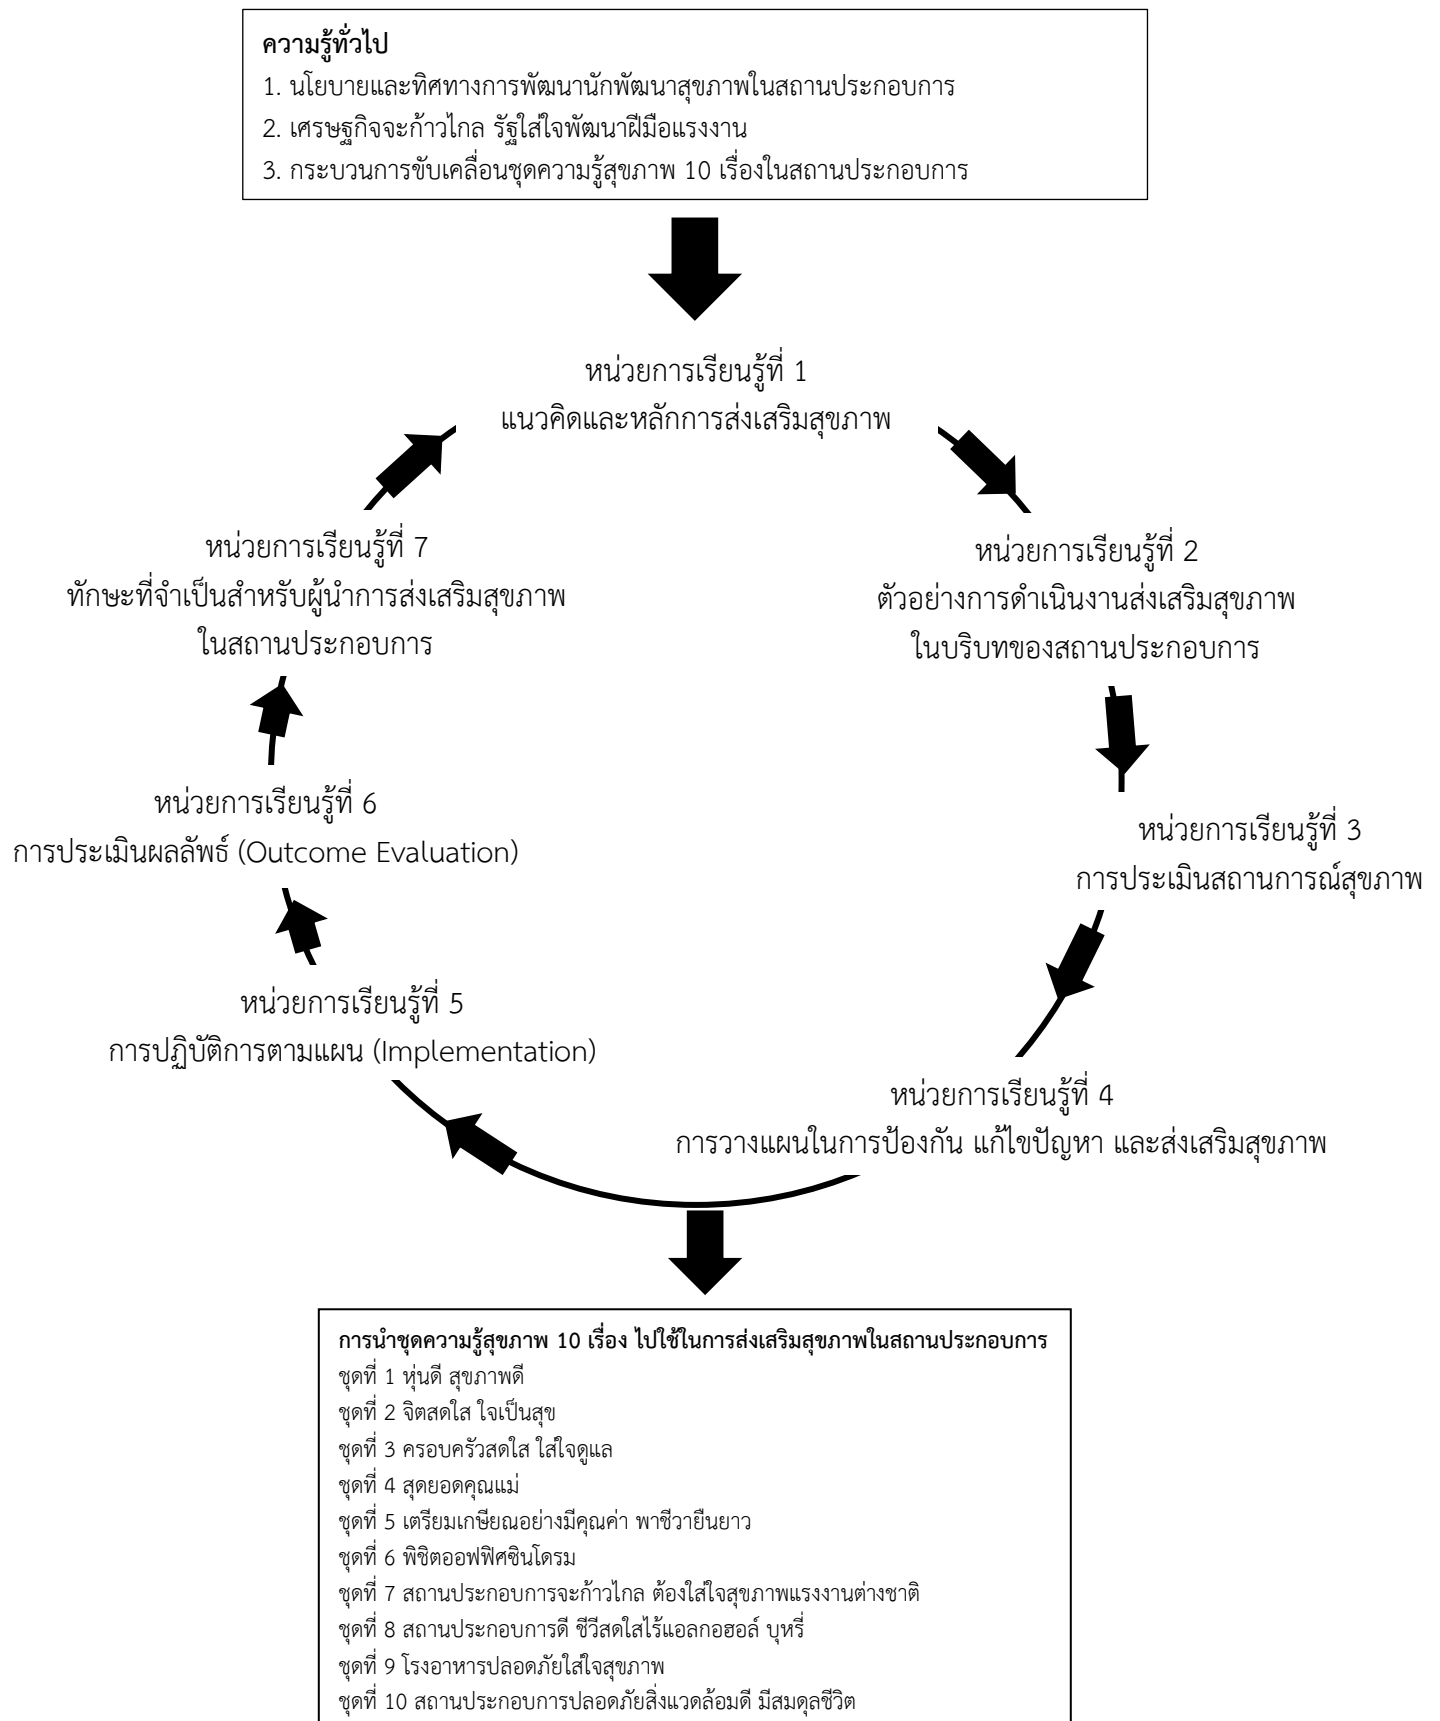 ความรู้ทั่วไป
1. นโยบายและทิศทางการพัฒนานักพัฒนาสุขภาพในสถานประกอบการ
2. เศรษฐกิจจะก้าวไกล รัฐใส่ใจพัฒนาฝีมือแรงงาน
3. กระบวนการขับเคลื่อนชุดความรู้สุขภาพ 10 เรื่องในสถานประกอบการ
หน่วยการเรียนรู้ที่ 1
แนวคิดและหลักการส่งเสริมสุขภาพ
หน่วยการเรียนรู้ที่ 2
ตัวอย่างการดำเนินงานส่งเสริมสุขภาพ
ในบริบทของสถานประกอบการ
หน่วยการเรียนรู้ที่ 3
การประเมินสถานการณ์สุขภาพ
หน่วยการเรียนรู้ที่ 4
การวางแผนในการป้องกัน แก้ไขปัญหา และส่งเสริมสุขภาพ
หน่วยการเรียนรู้ที่ 5
การปฏิบัติการตามแผน (Implementation)
หน่วยการเรียนรู้ที่ 6
การประเมินผลลัพธ์ (Outcome Evaluation)
หน่วยการเรียนรู้ที่ 7
ทักษะที่จำเป็นสำหรับผู้นำการส่งเสริมสุขภาพ
ในสถานประกอบการ
การนำชุดความรู้สุขภาพ 10 เรื่อง ไปใช้ในการส่งเสริมสุขภาพในสถานประกอบการ
ชุดที่ 1 หุ่นดี สุขภาพดี
ชุดที่ 2 จิตสดใส ใจเป็นสุข
ชุดที่ 3 ครอบครัวสดใส ใส่ใจดูแล
ชุดที่ 4 สุดยอดคุณแม่
ชุดที่ 5 เตรียมเกษียณอย่างมีคุณค่า พาชีวายืนยาว
ชุดที่ 6 พิชิตออฟฟิศซินโดรม
ชุดที่ 7 สถานประกอบการจะก้าวไกล ต้องใส่ใจสุขภาพแรงงานต่างชาติ
ชุดที่ 8 สถานประกอบการดี ชีวีสดใสไร้แอลกอฮอล์ บุหรี่
ชุดที่ 9 โรงอาหารปลอดภัยใส่ใจสุขภาพ
ชุดที่ 10 สถานประกอบการปลอดภัยสิ่งแวดล้อมดี มีสมดุลชีวิต